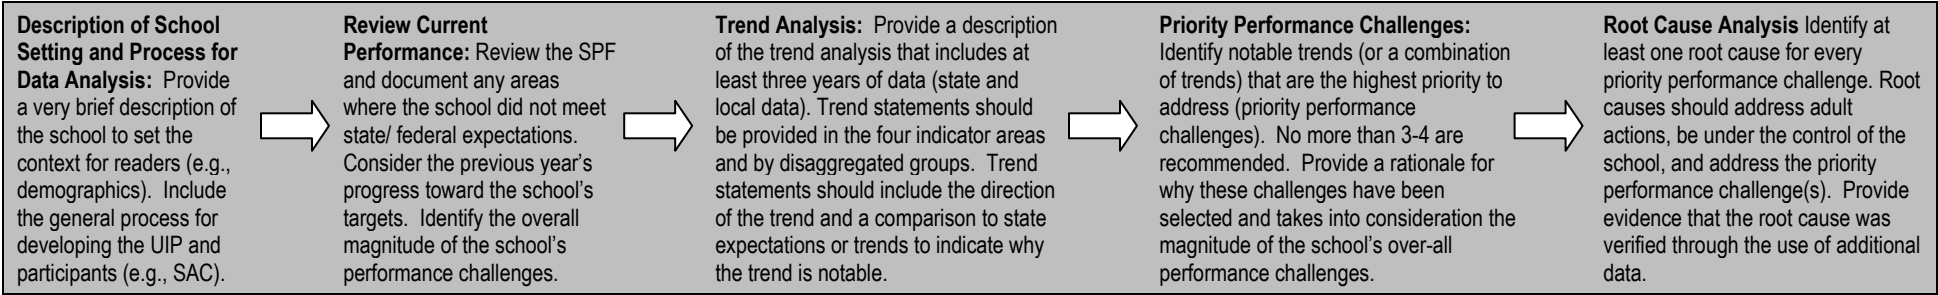 Description of School
Setting and Process for
Data Analysis: Provide
a very brief description of
the school to set the
context for readers (e.g.,
demographics). Include
the general process for
developing the UIP and
participants (e.g., SAC).
Review Current
Performance: Review the SPF
and document any areas
where the school did not meet
state/ federal expectations.
Consider the previous year's
progress toward the school's
targets. Identify the overall
magnitude of the school's
performance challenges.
Trend Analysis: Provide a description
of the trend analysis that includes at
least three years of data (state and
local data). Trend statements should
be provided in the four indicator areas
and by disaggregated groups. Trend
statements should include the direction
of the trend and a comparison to state
expectations or trends to indicate why
the trend is notable.
Priority Performance Challenges:
Identify notable trends (or a combination
of trends) that are the highest priority to
address (priority performance
challenges). No more than 3-4 are
recommended. Provide a rationale for
why these challenges have been
selected and takes into consideration the
magnitude of the school's over-all
performance challenges.
Root Cause Analysis Identify at
least one root cause for every
priority performance challenge. Root
causes should address adult
actions, be under the control of the
school, and address the priority
performance challenge(s). Provide
evidence that the root cause was
verified through the use of additional
data.